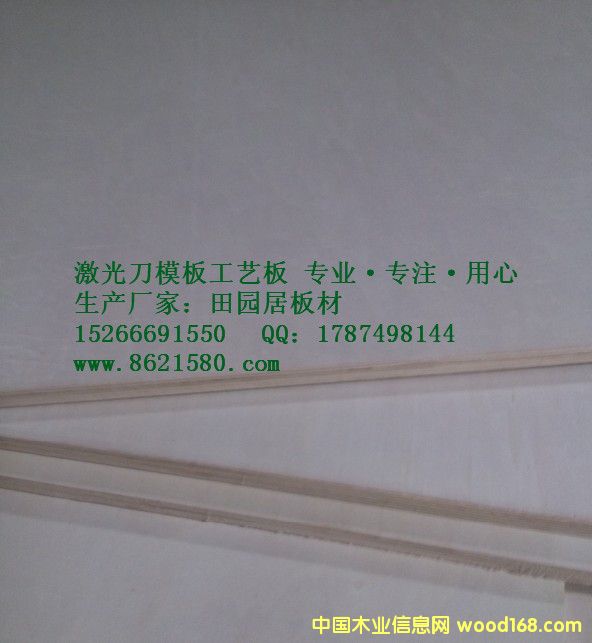 激光刀模板工艺板 专业·专注·用心
生产厂家：田园居板材
15266691550 QQ：1787498144
www.8621580.com
中国木业信息网 wood168.com